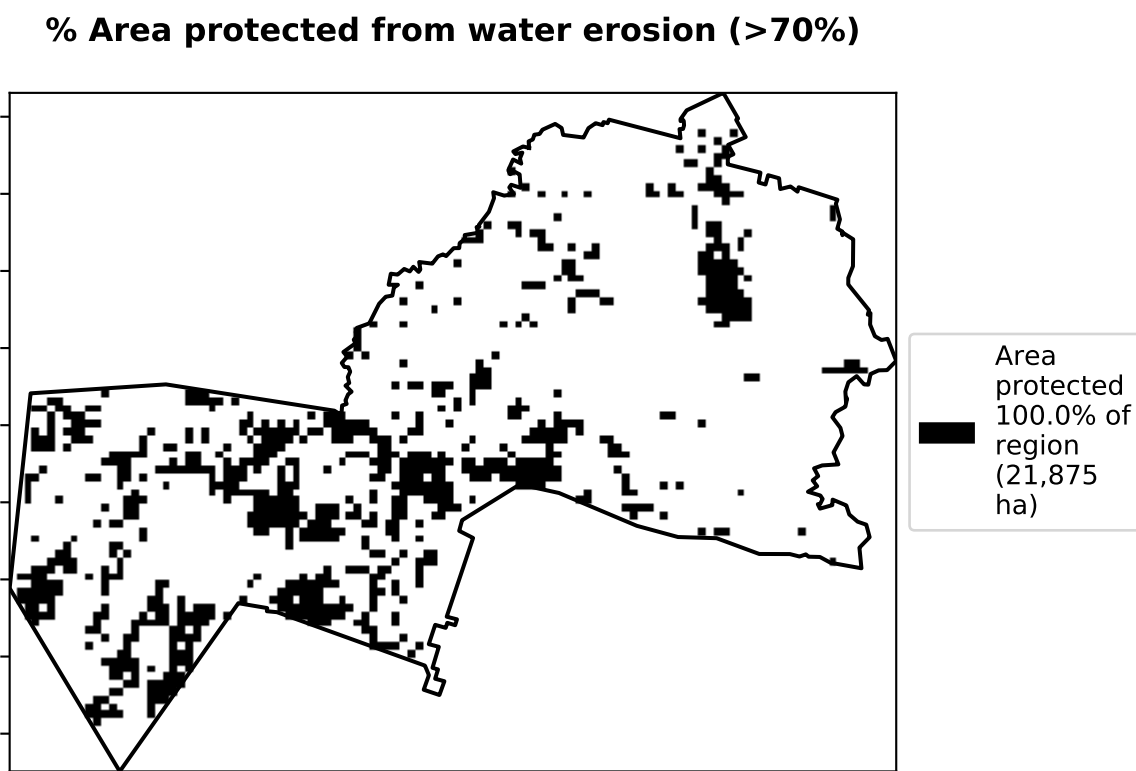 % Area protected from water erosion (>70%)
Area
protected
100.0% of
region
(21,875
ha)